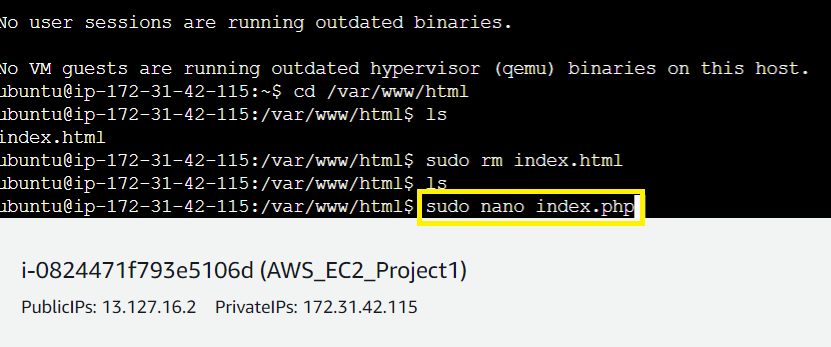 No user sessions are running outdated binaries.
No VM guests are running outdated hypervisor (qemu) binaries on this host.
ubuntu@ip-172-31-42-115:~$ cd /var/www/html
ubuntu@ip-172-31-42-115:/var/www/html$ ls
index.html
ubuntu@ip-172-31-42-115:/var/www/html$ sudo rm index.html
ubuntu@ip-172-31-42-115:/var/www/html$ ls
ubuntu@ip-172-31-42-115:/var/www/html$ sudo nano index.php
i-0824471f793e5106d (AWS_EC2_Project1)
PublicIPs: 13.127.16.2 PrivateIPs: 172.31.42.115